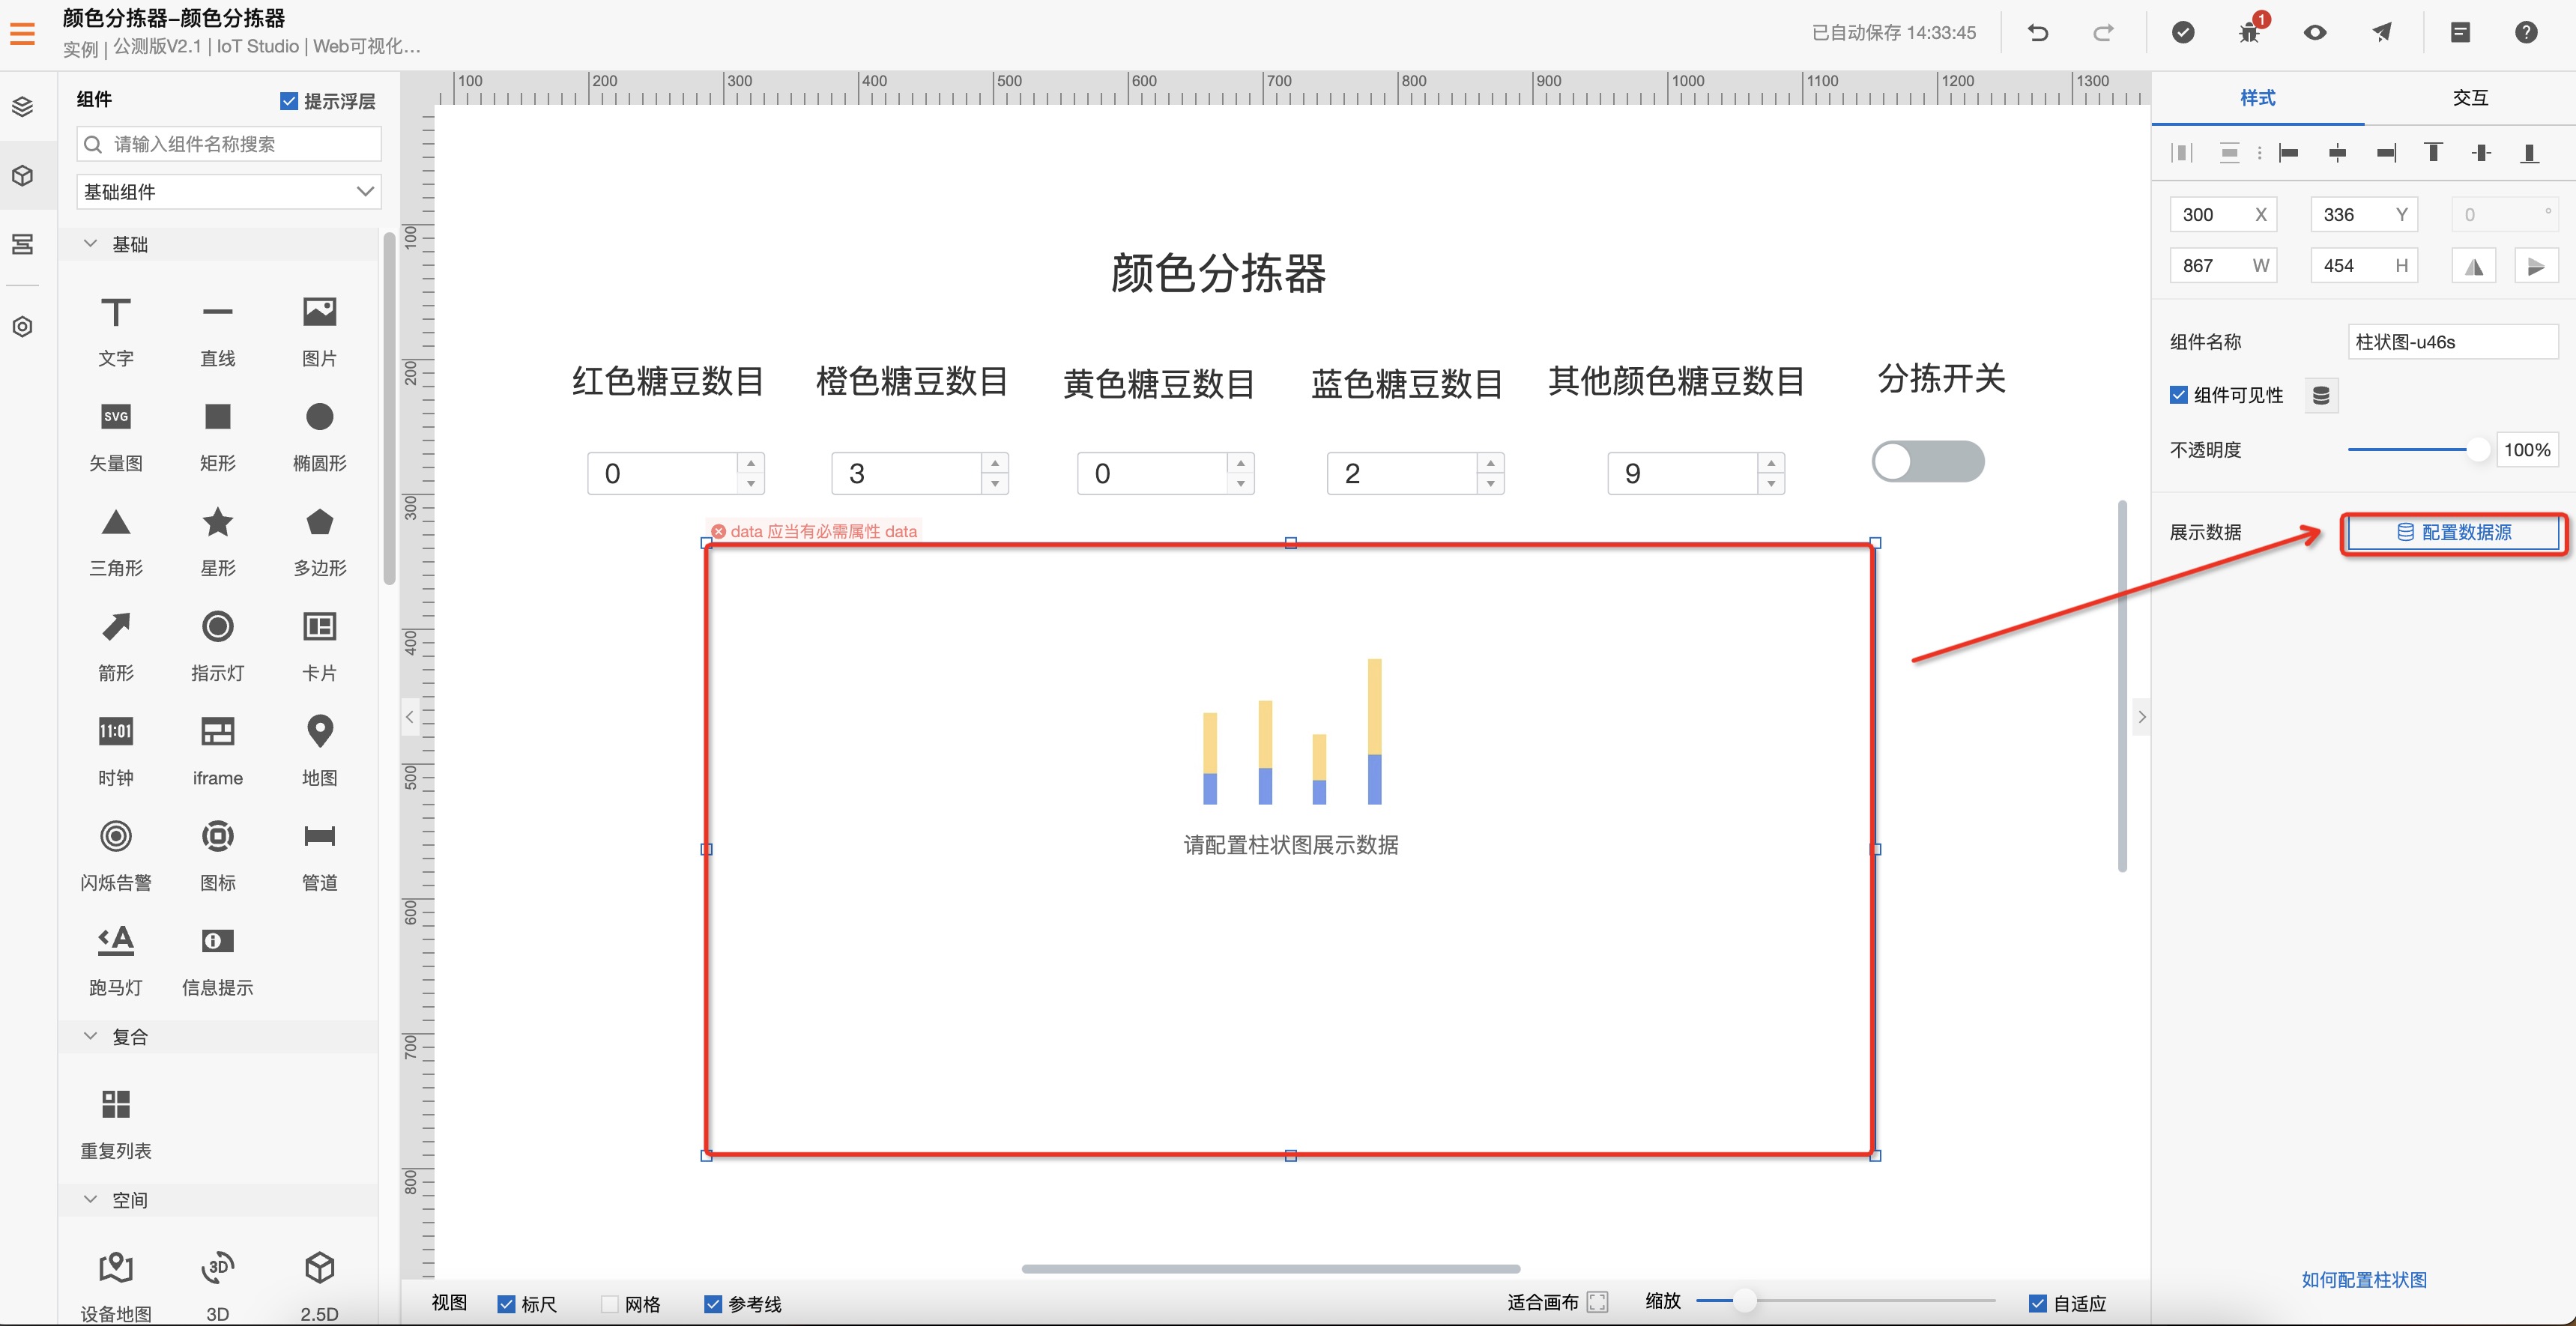 颜色分拣器–颜色分拣器
实例 | 公测版V2.1 | IoT Studio | Web可视化...
已自动保存 14:33:45
1
组件
提示浮层
请输入组件名称搜索
基础组件
基础
文字
直线
图片
SVG
矢量图
矩形
椭圆形
三角形
星形
多边形
箭形
指示灯
卡片
11:01
时钟
iframe
地图
闪烁告警
图标
管道
跑马灯
信息提示
复合
重复列表
空间
3D
设备地图
3D
2.5D
100 200 300 400 500 600 700 800 900 1000 1100 1200 1300
100
200
300
400
500
600
700
800
颜色分拣器
红色糖豆数目
橙色糖豆数目
黄色糖豆数目
蓝色糖豆数目
其他颜色糖豆数目
分拣开关
0
3
0
2
9
data 应当有必需属性 data
请配置柱状图展示数据
视图
标尺
网格
参考线
适合画布
缩放
自适应
样式
交互
300 X
336 Y
0 °
867 W
454 H
组件名称
柱状图-u46s
组件可见性
不透明度
100%
展示数据
配置数据源
如何配置柱状图